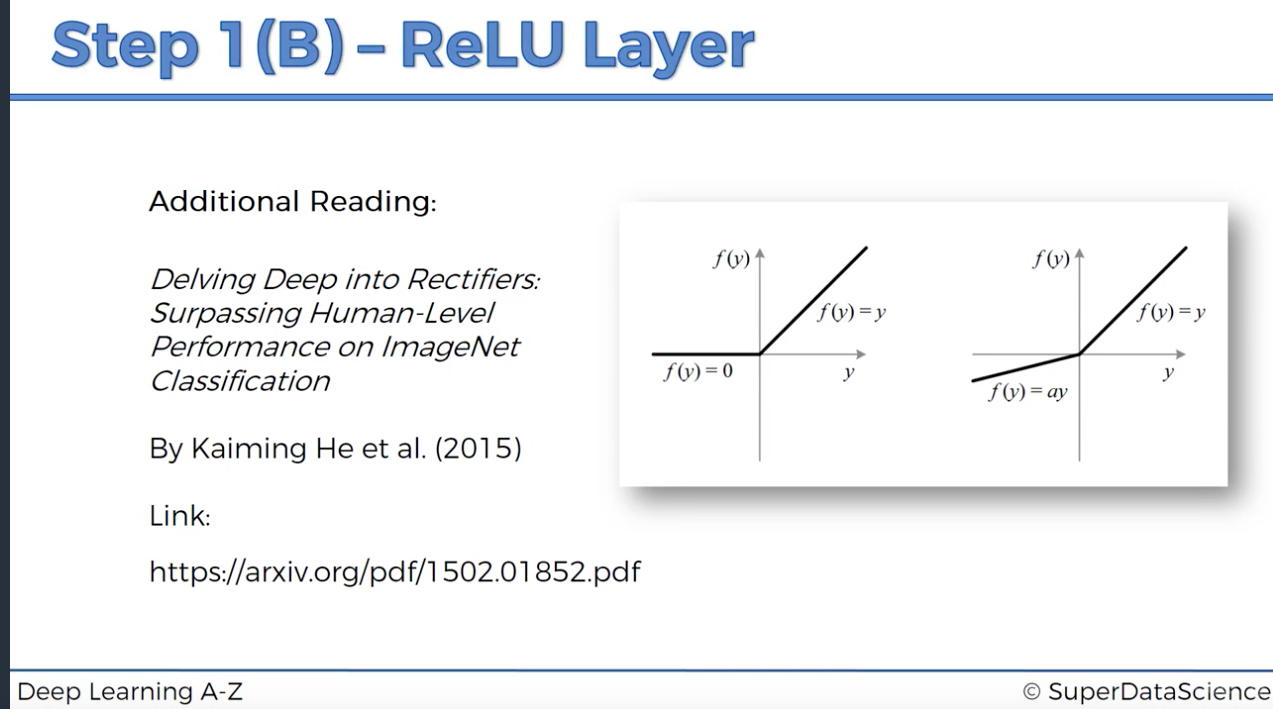 Step 1(B) – ReLU Layer
Additional Reading:
Delving Deep into Rectifiers:
Surpassing Human-Level
Performance on ImageNet
Classification
By Kaiming He et al. (2015)
Link:
https://arxiv.org/pdf/1502.01852.pdf
f(y)
f(y) = y
f(y) = 0
y
f(y)
f(y) = y
f(y) = ay
y
Deep Learning A-Z
© SuperDataScience